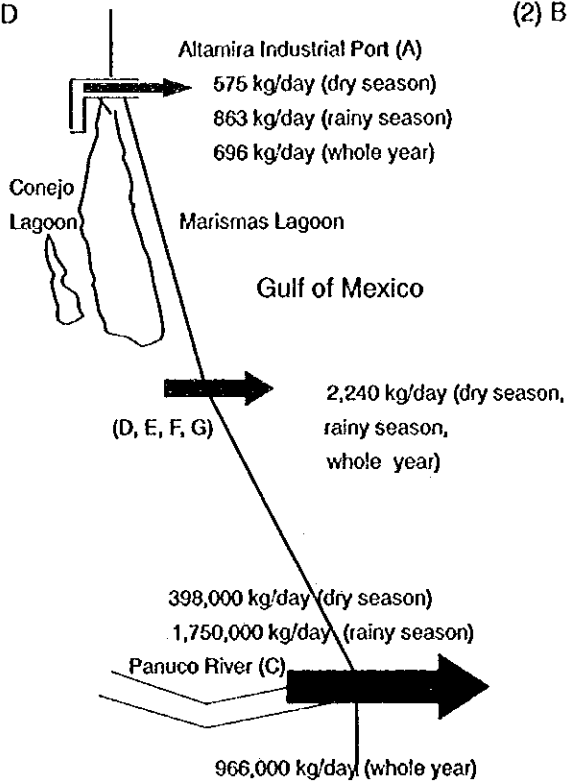 D
(2) B
Altamira Industrial Port (A)
575 kg/day (dry season)
863 kg/day (rainy season)
696 kg/day (whole year)
Conejo
Lagoon
Marismas Lagoon
Gulf of Mexico
2,240 kg/day (dry season,
rainy season,
whole year)
(D, E, F, G)
398,000 kg/day (dry season)
1,750,000 kg/day (rainy season)
Panuco River (C)
966,000 kg/day (whole year)